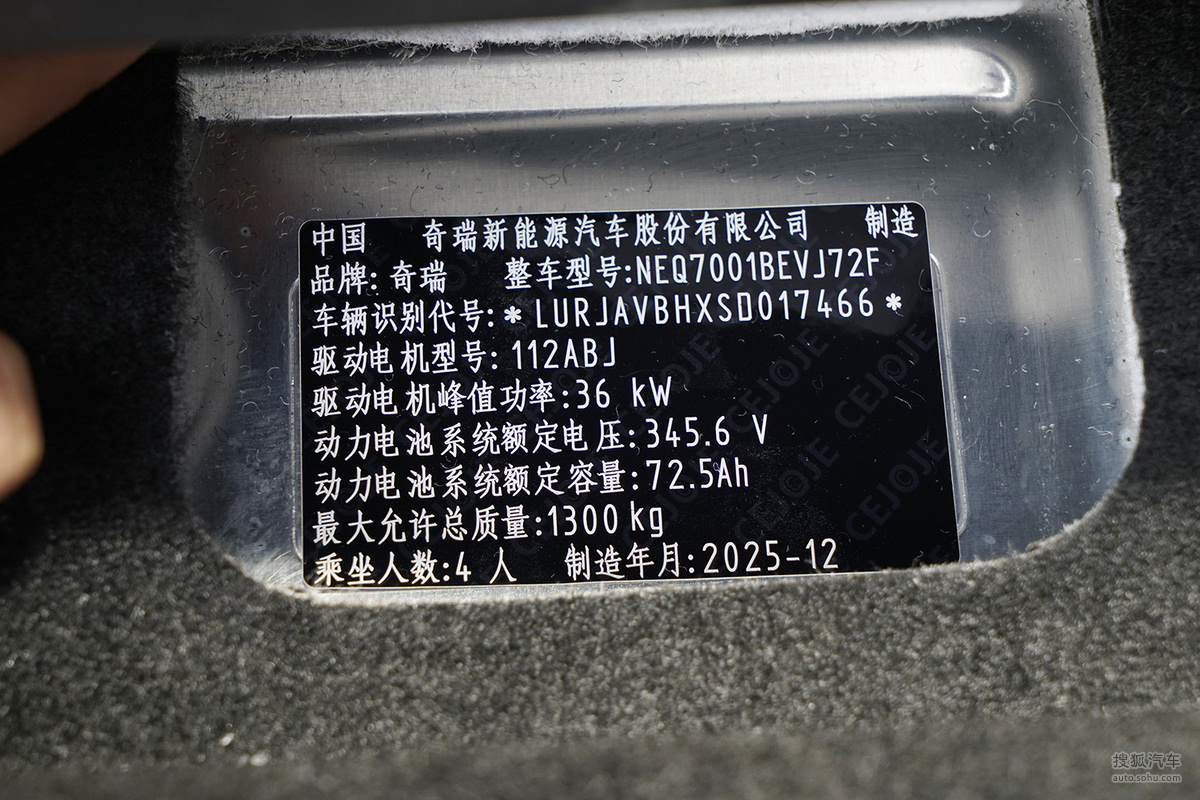 中国 奇瑞新能源汽车股份有限公司 制造
品牌: 奇瑞 整车型号:NEQ7001BEVJ72F
车辆识别代号:*LURJAVBHXSD017466*
驱动电机型号: 112ABJ
驱动电机峰值功率:36 kW
动力电池系统额定电压:345.6 V
动力电池系统额定容量:72.5Ah
最大允许总质量:1300kg
乘坐人数:4 人 制造年月:2025-12
CEJOJE CEJOJE CEJOJE
CEJOJE CEJOJE
搜狐汽车
auto.sohu.com